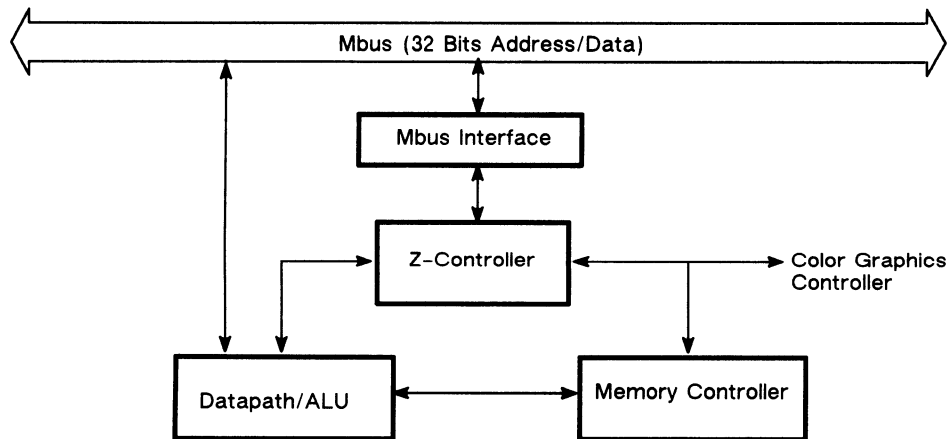 Mbus (32 Bits Address/Data)
Mbus Interface
Z-Controller
Color Graphics
Controller
Datapath/ALU
Memory Controller